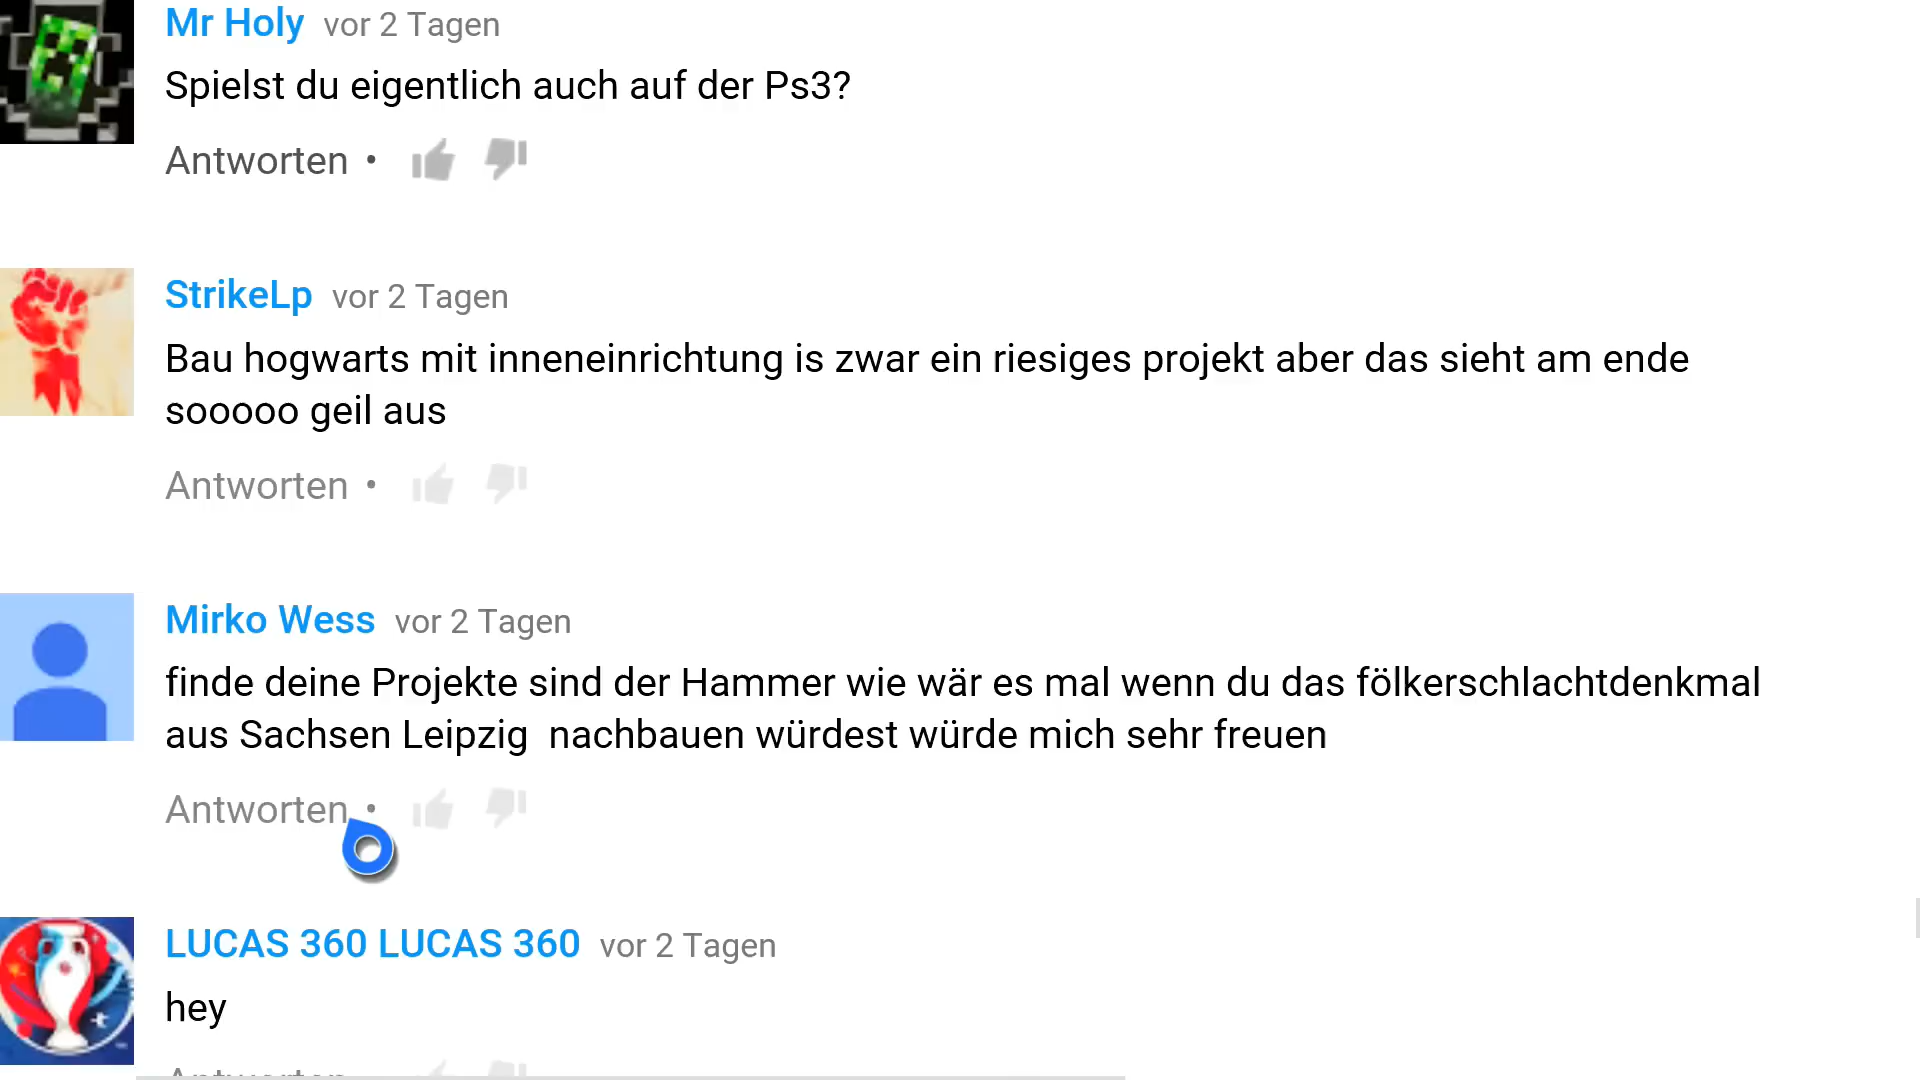 Mr Holy vor 2 Tagen
Spielst du eigentlich auch auf der Ps3?
Antworten •
StrikeLp vor 2 Tagen
Bau hogwarts mit inneneinrichtung is zwar ein riesiges projekt aber das sieht am ende
sooooo geil aus
Antworten •
Mirko Wess vor 2 Tagen
finde deine Projekte sind der Hammer wie wär es mal wenn du das fölkerschlachtdenkmal
aus Sachsen Leipzig  nachbauen würdest würde mich sehr freuen
Antworten •
LUCAS 360 LUCAS 360 vor 2 Tagen
hey
Antworten